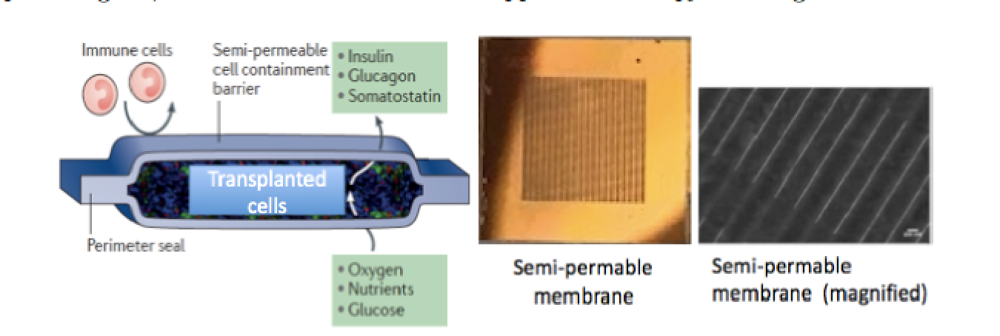 Immune cells
Semi-permeable
cell containment
barrier
• Insulin
• Glucagon
• Somatostatin
Transplanted
cells
Perimeter seal
• Oxygen
• Nutrients
• Glucose
Semi-permable
membrane
Semi-permable
membrane (magnified)